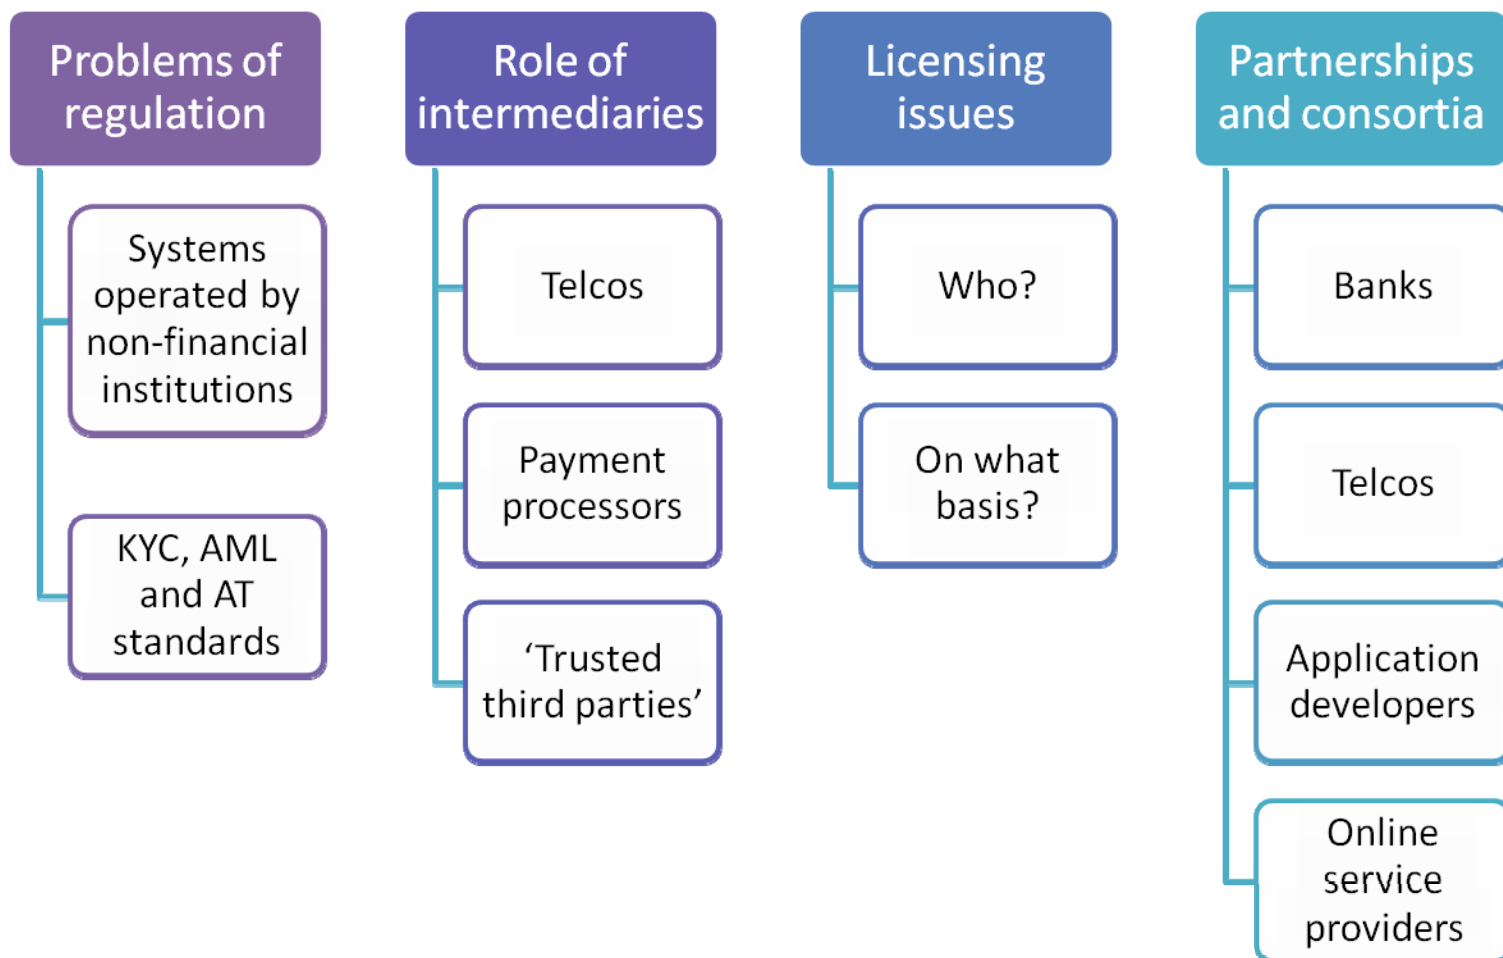 Problems of
regulation
Systems
operated by
non-financial
institutions
KYC, AML
and AT
standards
Role of
intermediaries
Telcos
Payment
processors
‘Trusted
third parties’
Licensing
issues
Who?
On what
basis?
Partnerships
and consortia
Banks
Telcos
Application
developers
Online
service
providers